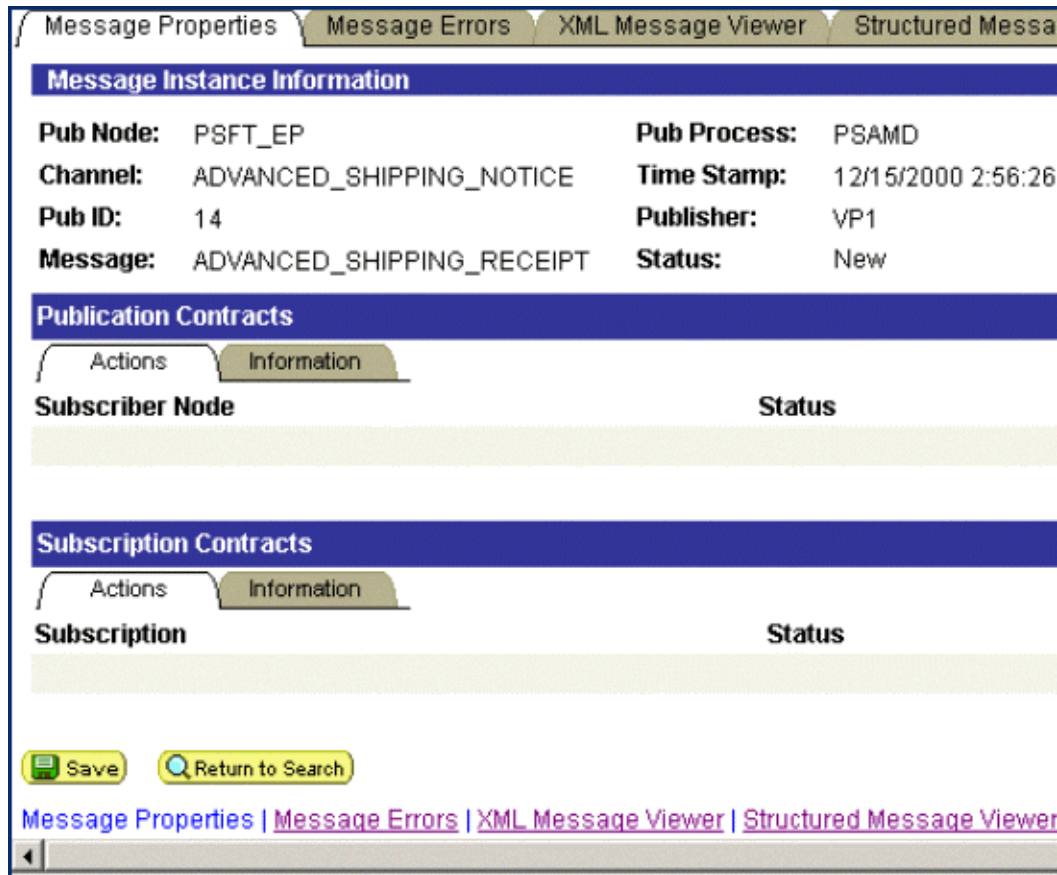 Message Properties Message Errors XML Message Viewer Structured Messa
Message Instance Information
Pub Node: PSFT_EP Pub Process: PSAMD
Channel: ADVANCED_SHIPPING_NOTICE Time Stamp: 12/15/2000 2:56:26
Pub ID: 14 Publisher: VP1
Message: ADVANCED_SHIPPING_RECEIPT Status: New
Publication Contracts
Actions Information
Subscriber Node Status
Subscription Contracts
Actions Information
Subscription Status
Save Return to Search
Message Properties | Message Errors | XML Message Viewer | Structured Message Viewer